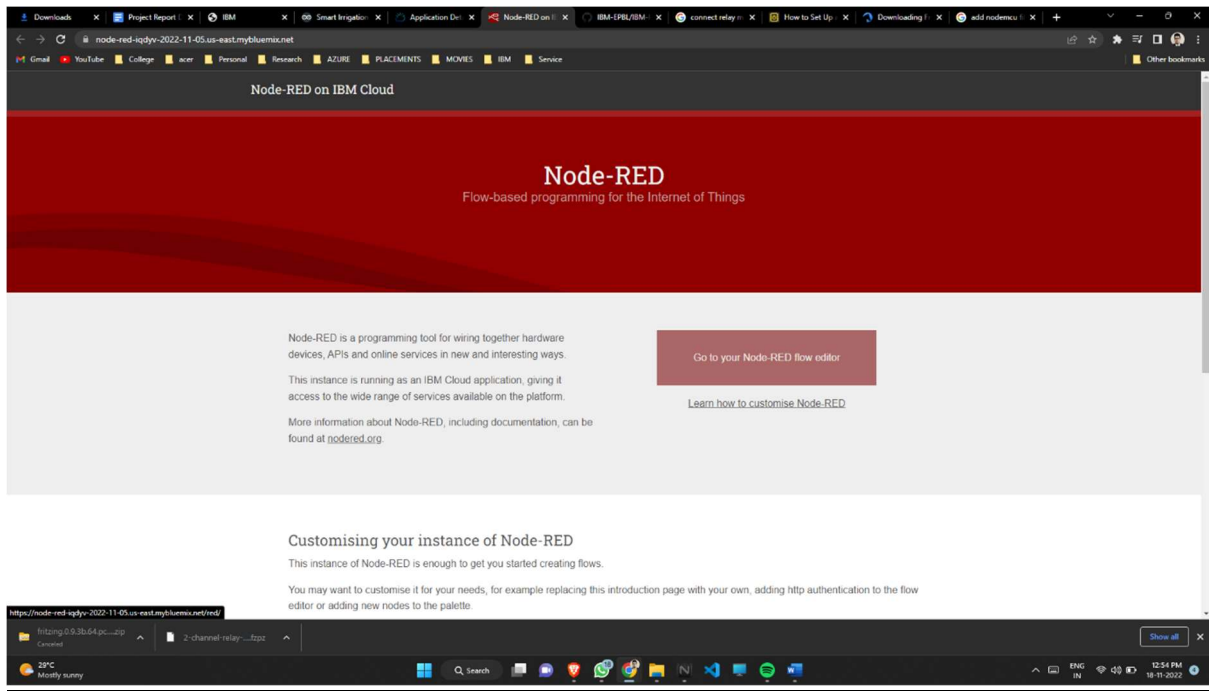 Downloads
Project Report
IBM
Smart Irrigation
Application Det
Node-RED on
IBM-EPBL/IBM-
connect relay m
How to Set Up
Downloading F
add nodemcu
node-red-iqdyv-2022-11-05.us-east.mybluemix.net
Gmail YouTube College acer Personal Research AZURE PLACEMENTS MOVIES IBM Service Other bookmarks
Node-RED on IBM Cloud
Node-RED
Flow-based programming for the Internet of Things
Node-RED is a programming tool for wiring together hardware
devices, APIs and online services in new and interesting ways.
This instance is running as an IBM Cloud application, giving it
access to the wide range of services available on the platform.
More information about Node-RED, including documentation, can be
found at nodered.org.
Go to your Node-RED flow editor
Learn how to customise Node-RED
Customising your instance of Node-RED
This instance of Node-RED is enough to get you started creating flows.
You may want to customise it for your needs, for example replacing this introduction page with your own, adding http authentication to the flow
editor or adding new nodes to the palette.
https://node-red-iqdyv-2022-11-05.us-east.mybluemix.net/red/
fritzing.0.9.3b.64.pc....zip
Canceled
2-channel-relay-....fzpz
Show all
29°C
Mostly sunny
Search
ENG
IN
12:54 PM
18-11-2022